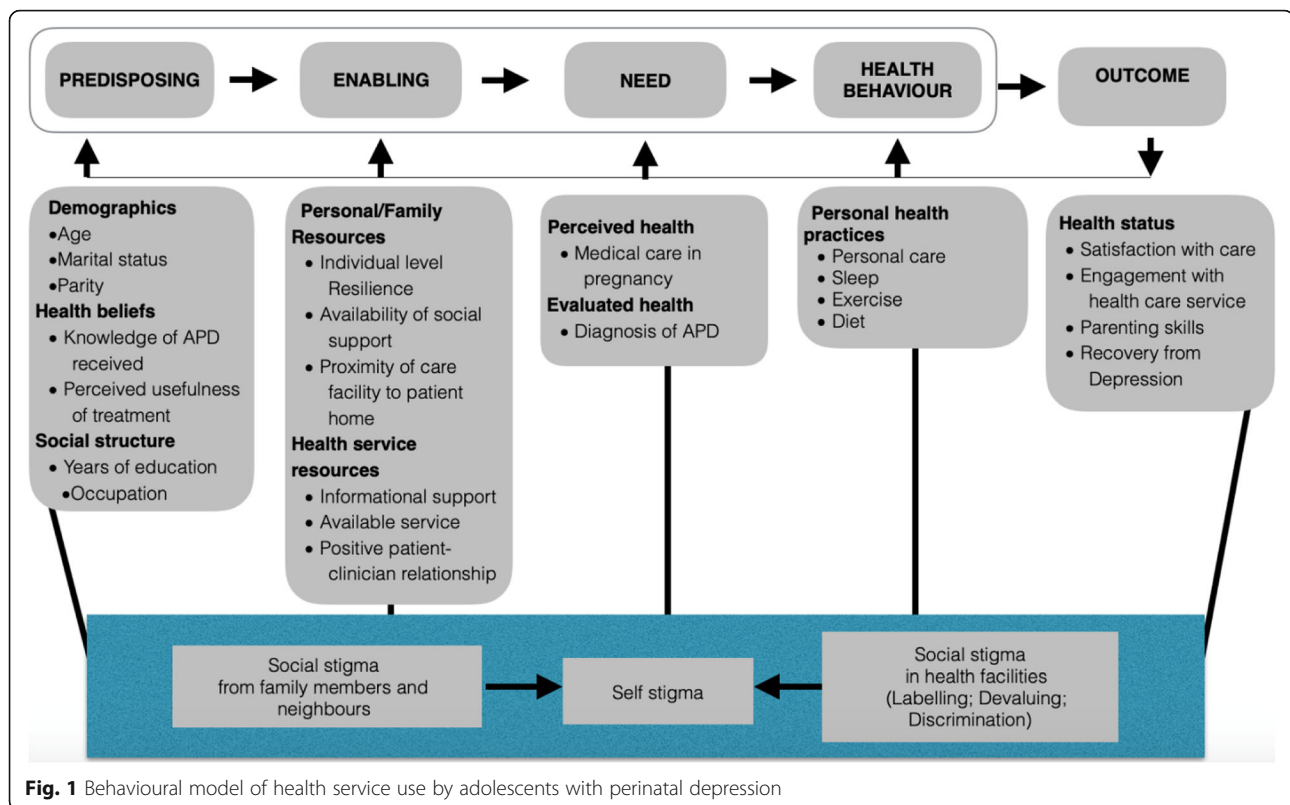 PREDISPOSING
ENABLING
NEED
HEALTH
BEHAVIOUR
OUTCOME
Demographics
•Age
•Marital status
•Parity
Health beliefs
• Knowledge of APD
received
• Perceived usefulness
of treatment
Social structure
• Years of education
•Occupation
Personal/Family
Resources
• Individual level
Resilience
• Availability of social
support
• Proximity of care
facility to patient
home
Health service
resources
• Informational support
• Available service
• Positive patient-
clinician relationship
Perceived health
• Medical care in
pregnancy
Evaluated health
• Diagnosis of APD
Personal health
practices
• Personal care
• Sleep
• Exercise
• Diet
Health status
• Satisfaction with care
• Engagement with
health care service
• Parenting skills
• Recovery from
Depression
Social stigma
from family members and
neighbours
Self stigma
Social stigma
in health facilities
(Labelling; Devaluing;
Discrimination)
Fig. 1 Behavioural model of health service use by adolescents with perinatal depression